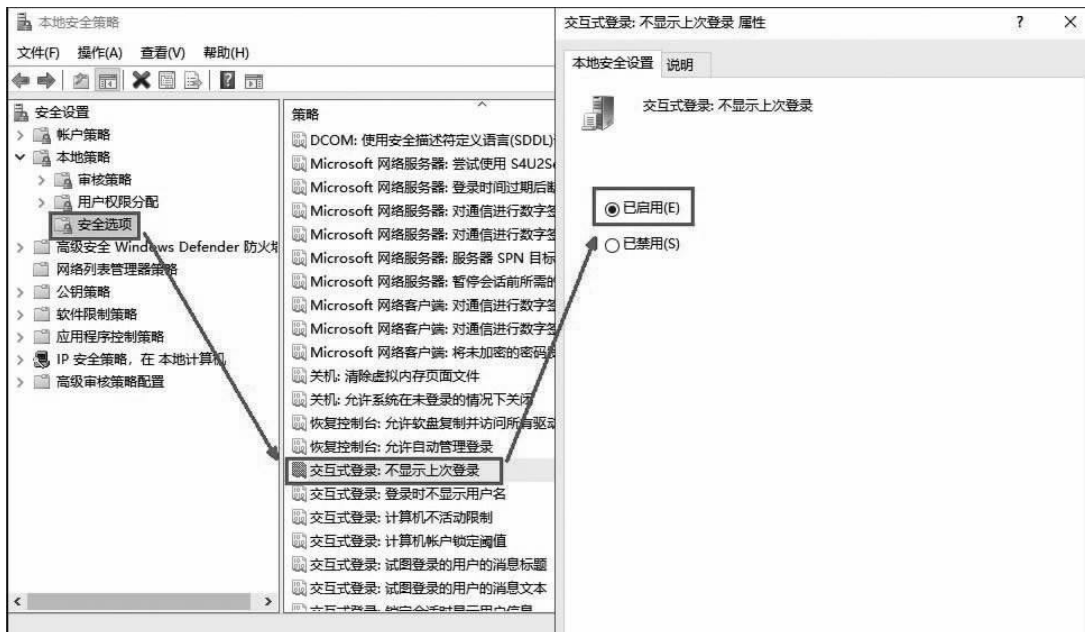 本地安全策略
文件(F) 操作(A) 查看(V) 帮助(H)
安全设置
帐户策略
本地策略
审核策略
用户权限分配
安全选项
高级安全 Windows Defender 防火墙
网络列表管理器策略
公钥策略
软件限制策略
应用程序控制策略
IP 安全策略，在 本地计算机
高级审核策略配置
策略
DCOM: 使用安全描述符定义语言(SDDL)
Microsoft 网络服务器: 尝试使用 S4U2Se
Microsoft 网络服务器: 登录时间过期后断
Microsoft 网络服务器: 对通信进行数字签
Microsoft 网络服务器: 对通信进行数字签
Microsoft 网络服务器: 服务器 SPN 目标
Microsoft 网络服务器: 暂停会话前所需的
Microsoft 网络客户端: 对通信进行数字签
Microsoft 网络客户端: 对通信进行数字签
Microsoft 网络客户端: 将未加密的密码
关机: 清除虚拟内存页面文件
关机: 允许系统在未登录的情况下关闭
恢复控制台: 允许软盘复制并访问所有驱动
恢复控制台: 允许自动管理登录
交互式登录: 不显示上次登录
交互式登录: 登录时不显示用户名
交互式登录: 计算机不活动限制
交互式登录: 计算机帐户锁定阈值
交互式登录: 试图登录的用户的消息标题
交互式登录: 试图登录的用户的消息文本
交互式登录: 锁定会话时显示用户信息
交互式登录: 不显示上次登录 属性
本地安全设置 说明
交互式登录: 不显示上次登录
已启用(E)
已禁用(S)